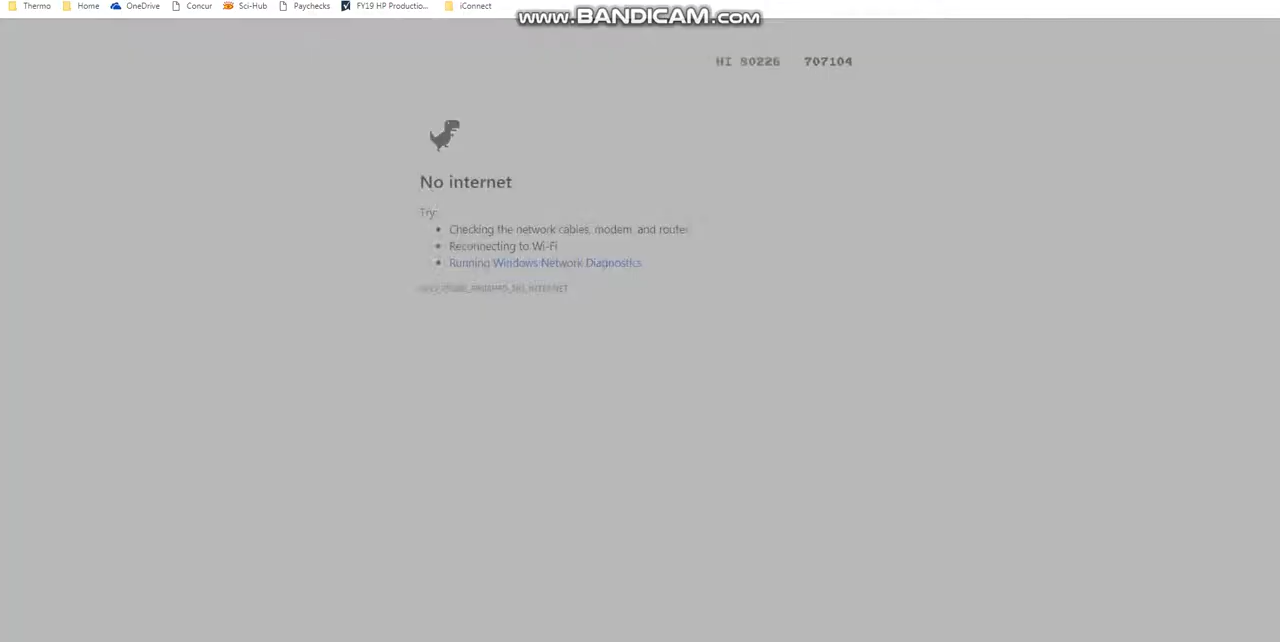 Thermo Home OneDrive Concur Sci-Hub Paychecks FY19 HP Productio... iConnect
www.BANDICAM.com
HI 80226 707104
No internet
Try:
Checking the network cables, modem, and router
Reconnecting to Wi-Fi
Running Windows Network Diagnostics